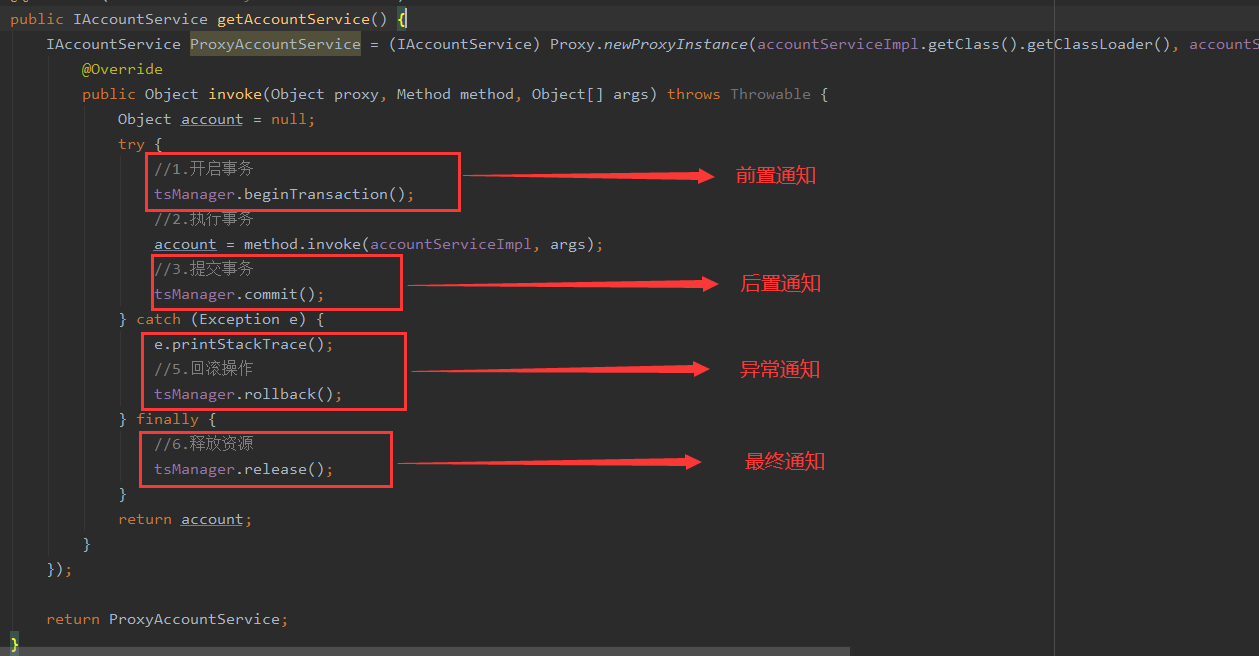 public IAccountService getAccountService() {
IAccountService ProxyAccountService = (IAccountService) Proxy.newProxyInstance(accountServiceImpl.getClass().getClassLoader(), accountS
@Override
public Object invoke(Object proxy, Method method, Object[] args) throws Throwable {
Object account = null;
try {
//1.开启事务 前置通知
tsManager.beginTransaction();
//2.执行事务
account = method.invoke(accountServiceImpl, args);
//3.提交事务 后置通知
tsManager.commit();
} catch (Exception e) {
e.printStackTrace();
//5.回滚操作 异常通知
tsManager.rollback();
} finally {
//6.释放资源
tsManager.release(); 最终通知
}
return account;
}
});
return ProxyAccountService;
}